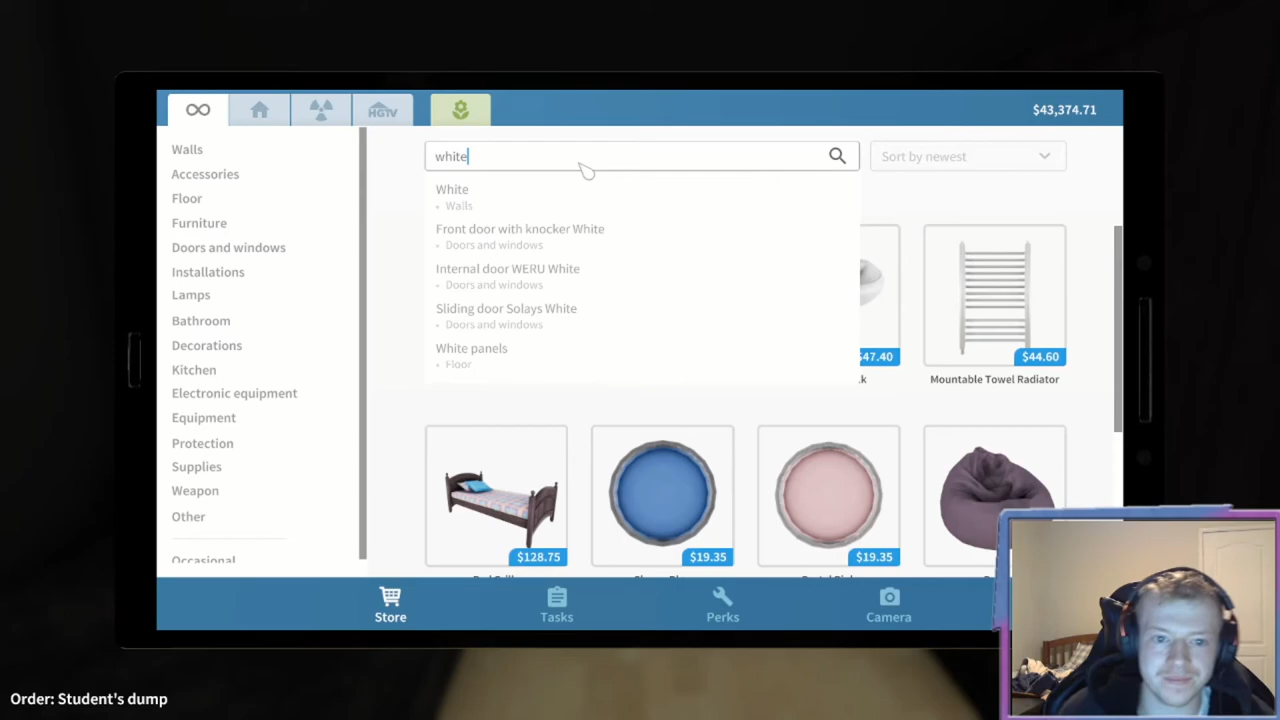 HGTV
$43,374.71
white
Sort by newest
Walls
Accessories
Floor
Furniture
Doors and windows
Installations
Lamps
Bathroom
Decorations
Kitchen
Electronic equipment
Equipment
Protection
Supplies
Weapon
Other
Occasional
White
• Walls
Front door with knocker White
• Doors and windows
Internal door WERU White
• Doors and windows
Sliding door Solays White
• Doors and windows
White panels
• Floor
$44.60
Mountable Towel Radiator
$128.75
$19.35
$19.35
Store
Tasks
Perks
Camera
Order: Student's dump